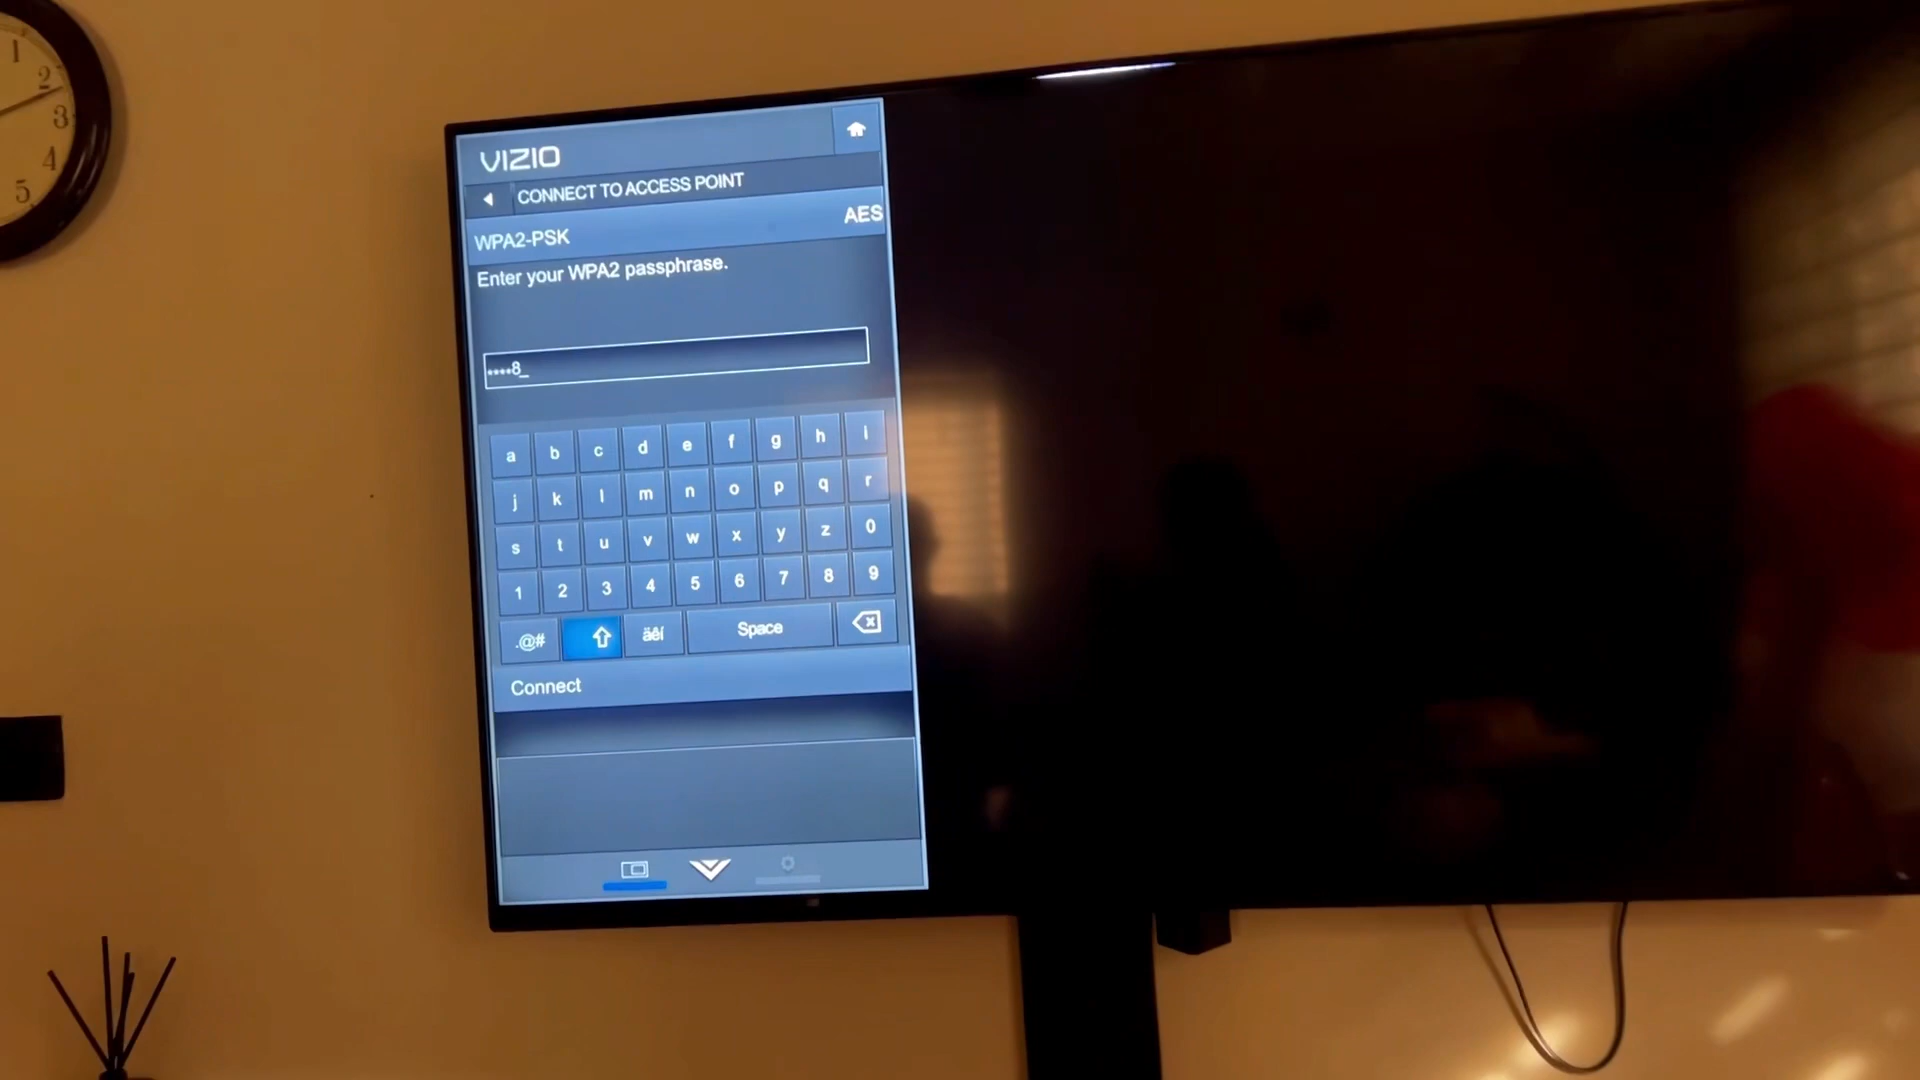 1
2
3
4
5
VIZIO
CONNECT TO ACCESS POINT
WPA2-PSK AES
Enter your WPA2 passphrase.
••••8_
a b c d e f g h i
j k l m n o p q r
s t u v w x y z 0
1 2 3 4 5 6 7 8 9
.@# äêí Space
Connect